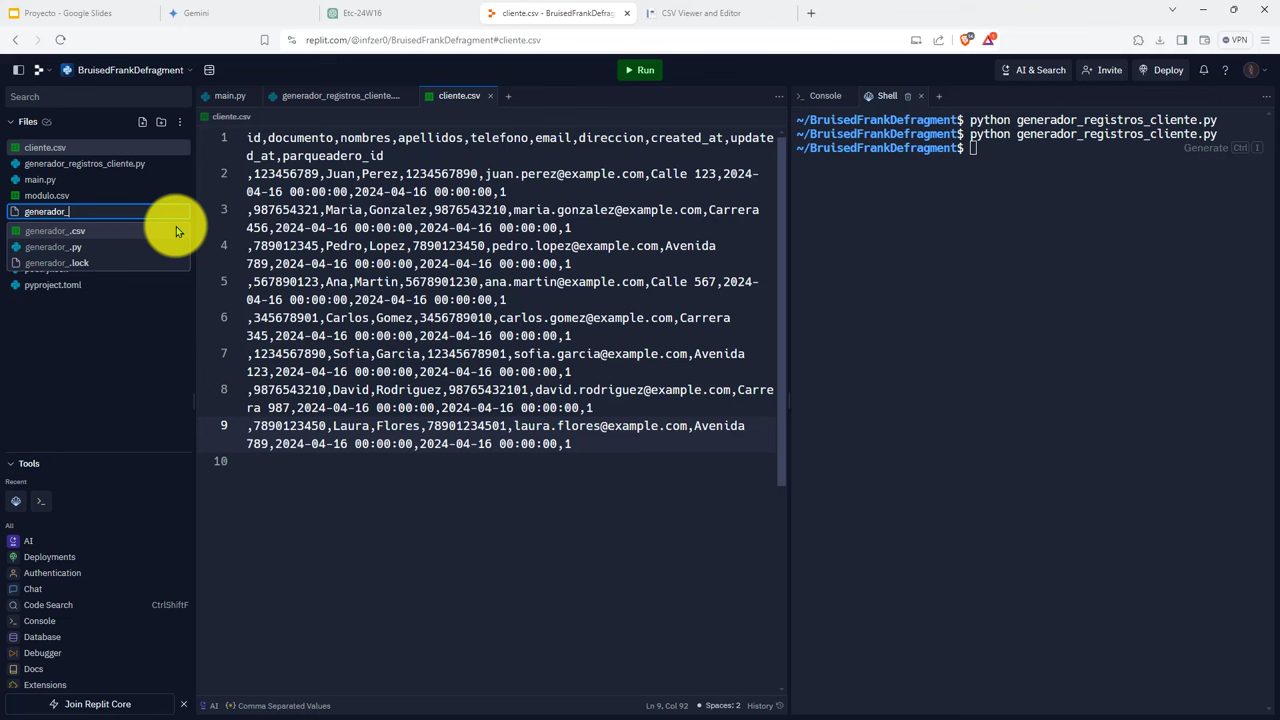 Proyecto - Google Slides
Gemini
Etc-24W16
cliente.csv - BruisedFrankDefrag
CSV Viewer and Editor
replit.com/@infzer0/BruisedFrankDefragment#cliente.csv
VPN
BruisedFrankDefragment
Run
AI & Search
Invite
Deploy
Search
main.py
generador_registros_cliente....
cliente.csv
Console
Shell
Files
cliente.csv
generador_registros_cliente.py
main.py
modulo.csv
generador_
generador_.csv
generador_.py
generador_.lock
pyproject.toml
cliente.csv
1 id,documento,nombres,apellidos,telefono,email,direccion,created_at,update
d_at,parqueadero_id
2 ,123456789,Juan,Perez,1234567890,juan.perez@example.com,Calle 123,2024-
04-16 00:00:00,2024-04-16 00:00:00,1
3 ,987654321,Maria,Gonzalez,9876543210,maria.gonzalez@example.com,Carrera
456,2024-04-16 00:00:00,2024-04-16 00:00:00,1
4 ,789012345,Pedro,Lopez,7890123450,pedro.lopez@example.com,Avenida
789,2024-04-16 00:00:00,2024-04-16 00:00:00,1
5 ,567890123,Ana,Martin,5678901230,ana.martin@example.com,Calle 567,2024-
04-16 00:00:00,2024-04-16 00:00:00,1
6 ,345678901,Carlos,Gomez,3456789010,carlos.gomez@example.com,Carrera
345,2024-04-16 00:00:00,2024-04-16 00:00:00,1
7 ,1234567890,Sofia,Garcia,12345678901,sofia.garcia@example.com,Avenida
123,2024-04-16 00:00:00,2024-04-16 00:00:00,1
8 ,9876543210,David,Rodriguez,98765432101,david.rodriguez@example.com,Carre
ra 987,2024-04-16 00:00:00,2024-04-16 00:00:00,1
9 ,7890123450,Laura,Flores,78901234501,laura.flores@example.com,Avenida
789,2024-04-16 00:00:00,2024-04-16 00:00:00,1
10
~/BruisedFrankDefragment$ python generador_registros_cliente.py
~/BruisedFrankDefragment$ python generador_registros_cliente.py
~/BruisedFrankDefragment$ Generate Ctrl I
Tools
Recent
All
AI
Deployments
Authentication
Chat
Code Search CtrlShiftF
Console
Database
Debugger
Docs
Extensions
Join Replit Core
AI
Comma Separated Values
Ln 9, Col 92
Spaces: 2
History